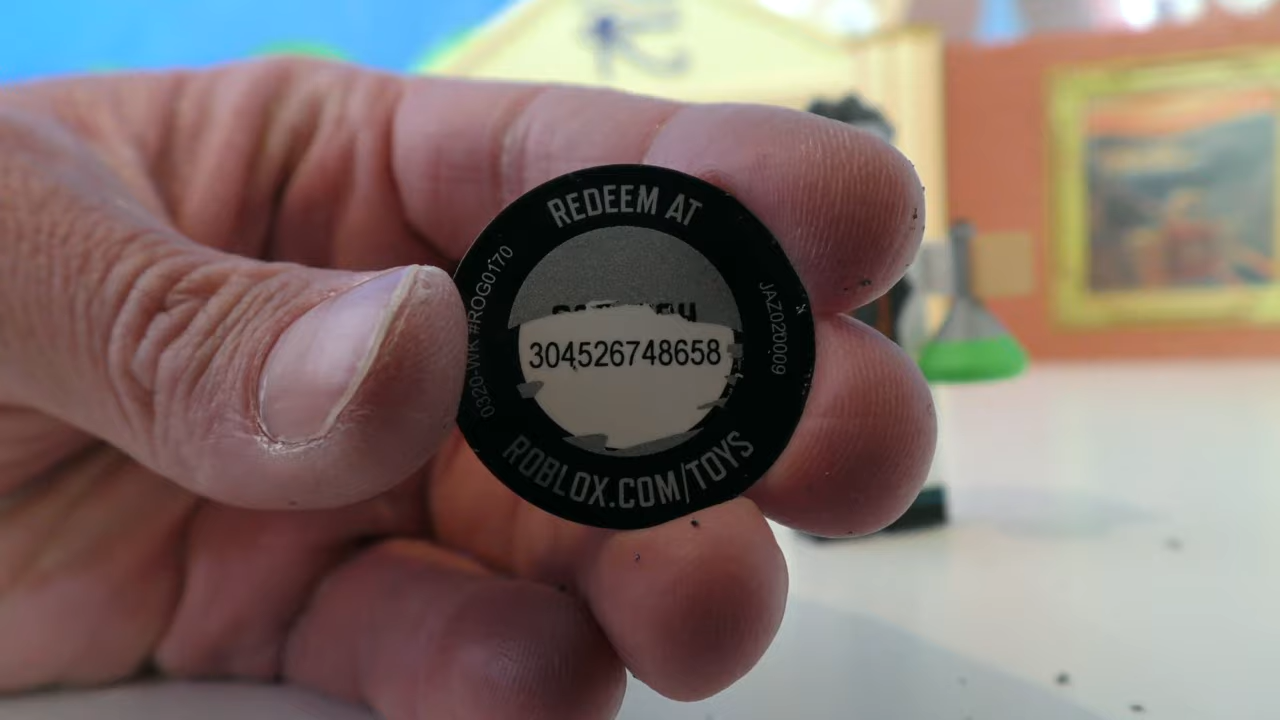 REDEEM AT
0320-WK #ROG0170
JAZ020009
304526748658
ROBLOX.COM/TOYS